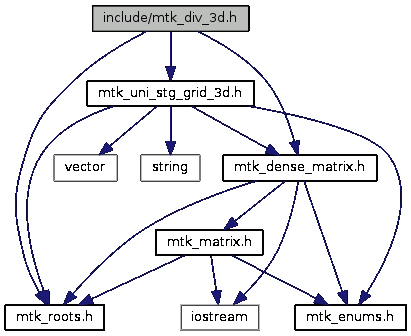 include/mtk_div_3d.h
mtk_uni_stg_grid_3d.h
vector
string
mtk_dense_matrix.h
mtk_matrix.h
mtk_roots.h
iostream
mtk_enums.h